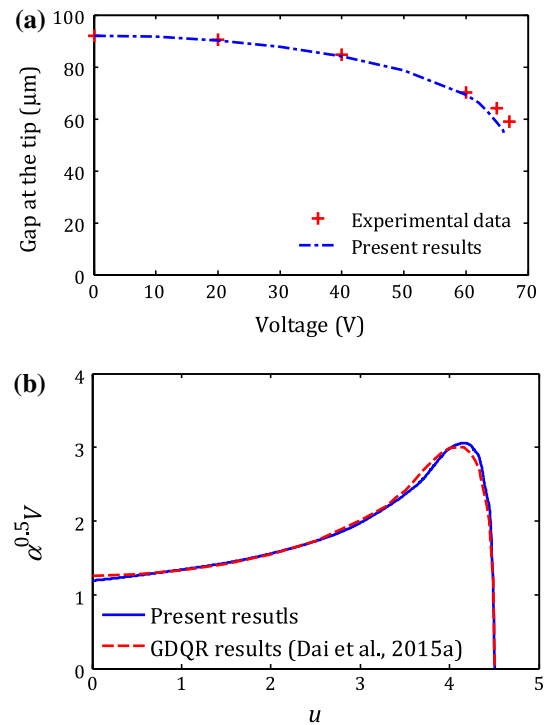 (a)
100
80
60
40
20
0
Gap at the tip (μm)
Experimental data
Present results
0 10 20 30 40 50 60 70
Voltage (V)
(b)
4
3
2
1
0
α^0.5V
Present resutls
GDQR results (Dai et al., 2015a)
0 1 2 3 4 5
u